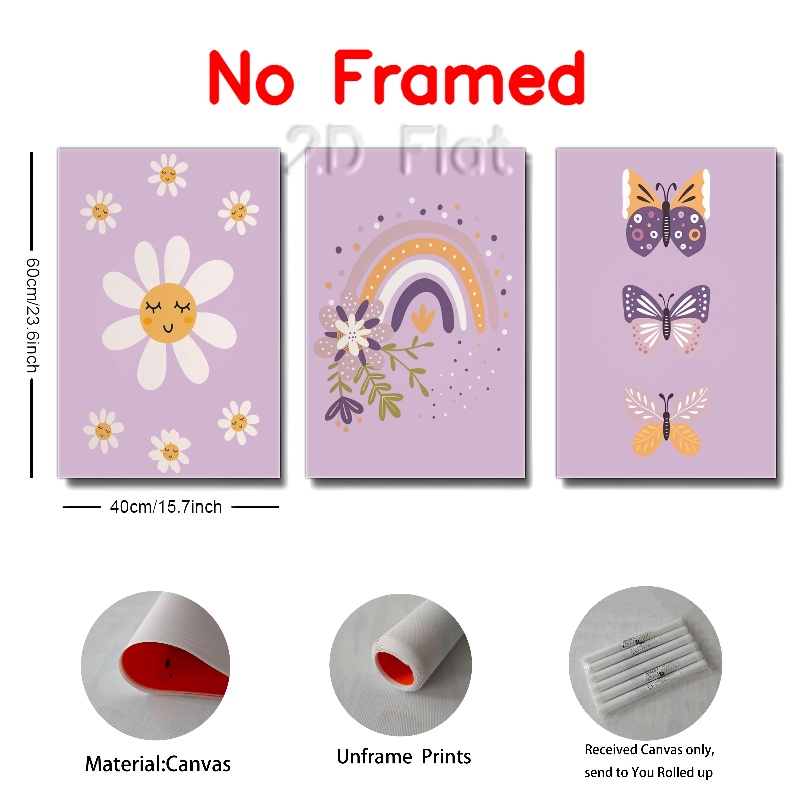 No Framed
2D Flat
60cm/23.6inch
40cm/15.7inch
Material:Canvas
Unframe Prints
Received Canvas only,
send to You Rolled up